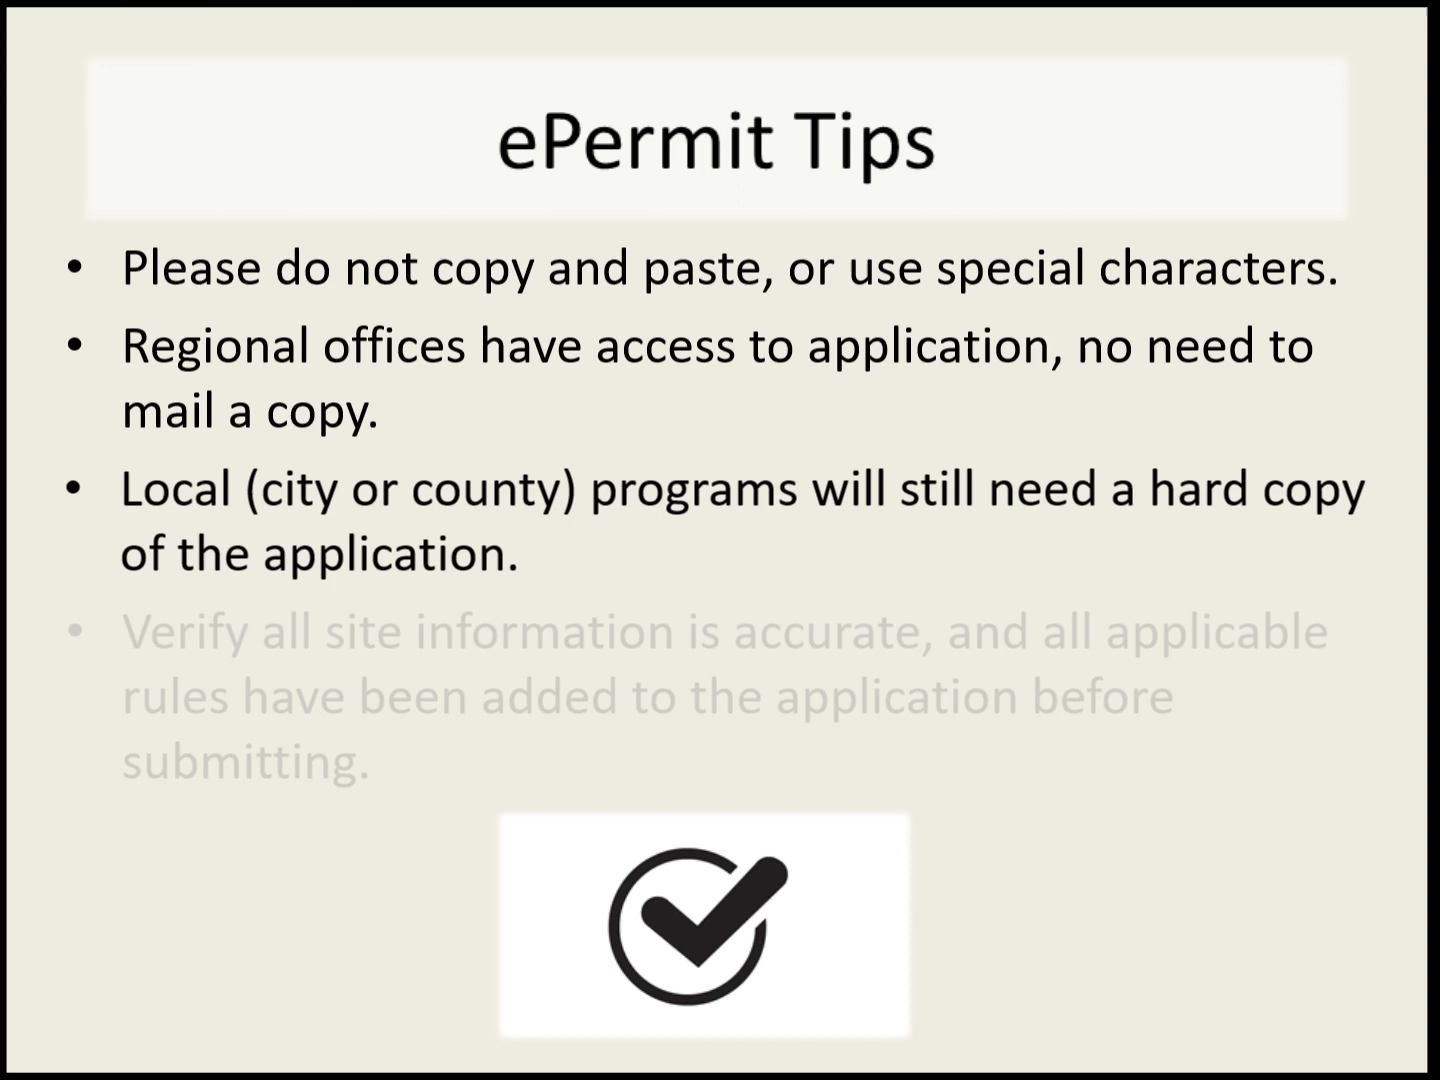 ePermit Tips
• Please do not copy and paste, or use special characters.
• Regional offices have access to application, no need to
mail a copy.
• Local (city or county) programs will still need a hard copy
of the application.
• Verify all site information is accurate, and all applicable
rules have been added to the application before
submitting.